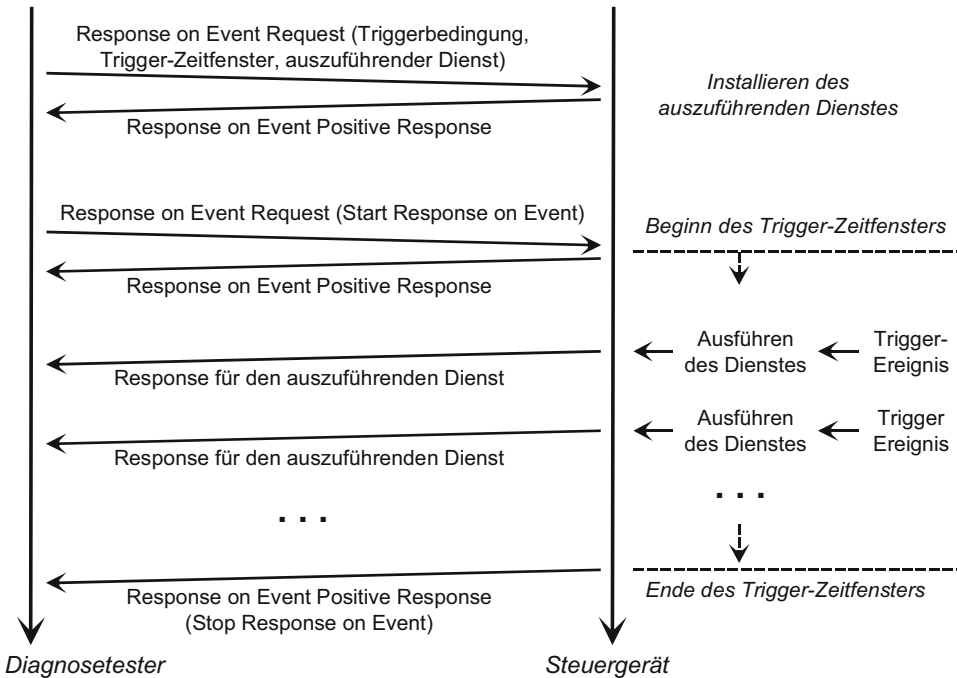 Response on Event Request (Triggerbedingung,
Trigger-Zeitfenster, auszuführender Dienst)
Installieren des
auszuführenden Dienstes
Response on Event Positive Response
Response on Event Request (Start Response on Event)
Beginn des Trigger-Zeitfensters
Response on Event Positive Response
Ausführen
des Dienstes
Trigger-
Ereignis
Response für den auszuführenden Dienst
Ausführen
des Dienstes
Trigger
Ereignis
Response für den auszuführenden Dienst
. . .
. . .
Ende des Trigger-Zeitfensters
Response on Event Positive Response
(Stop Response on Event)
Diagnosetester
Steuergerät